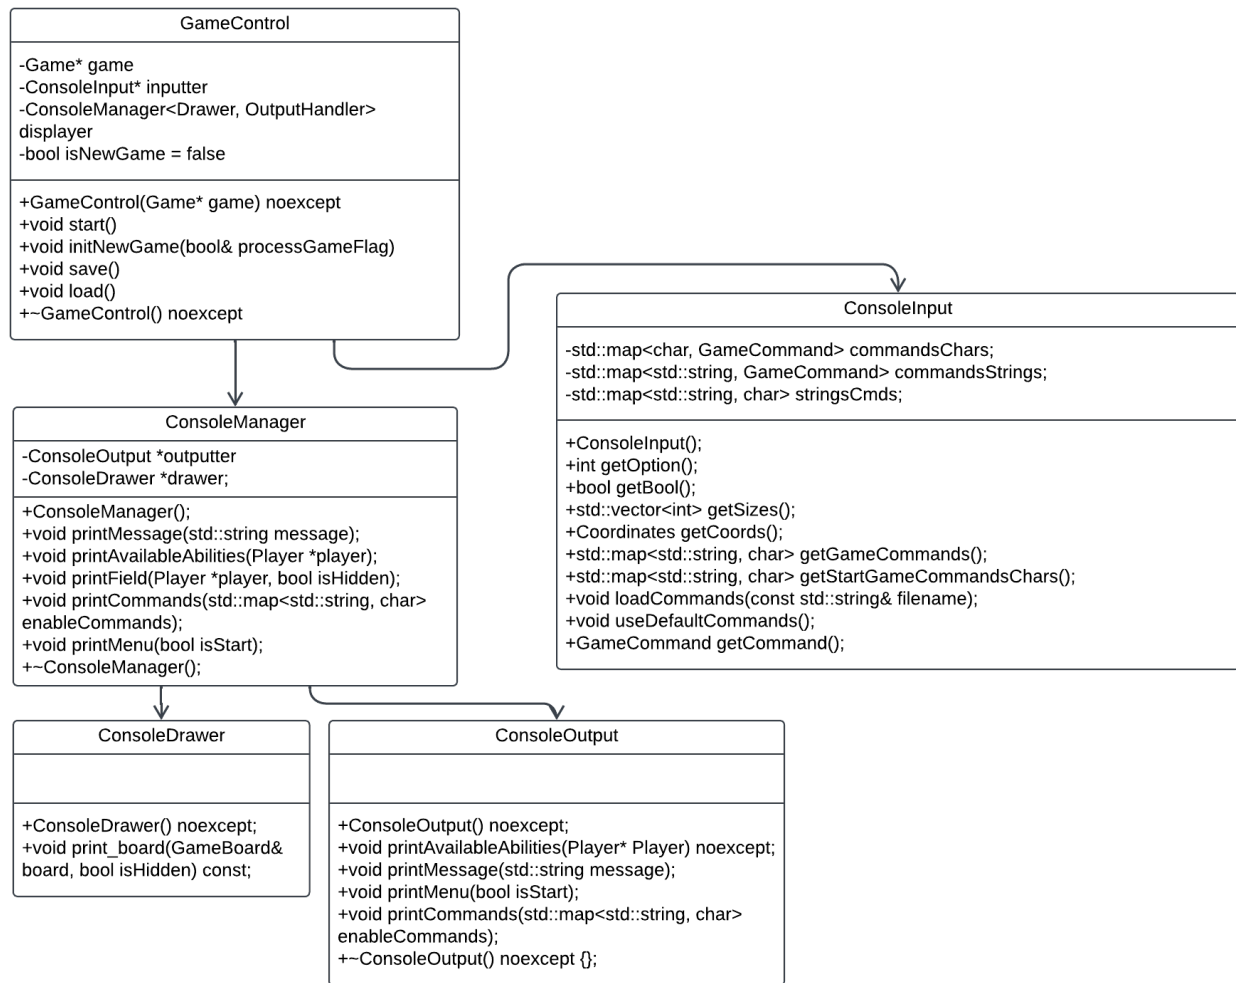 GameControl
-Game* game
-ConsoleInput* inputter
-ConsoleManager<Drawer, OutputHandler>
displayer
-bool isNewGame = false
+GameControl(Game* game) noexcept
+void start()
+void initNewGame(bool& processGameFlag)
+void save()
+void load()
+~GameControl() noexcept
ConsoleInput
-std::map<char, GameCommand> commandsChars;
-std::map<std::string, GameCommand> commandsStrings;
-std::map<std::string, char> stringsCmds;
+ConsoleInput();
+int getOption();
+bool getBool();
+std::vector<int> getSizes();
+Coordinates getCoords();
+std::map<std::string, char> getGameCommands();
+std::map<std::string, char> getStartGameCommandsChars();
+void loadCommands(const std::string& filename);
+void useDefaultCommands();
+GameCommand getCommand();
ConsoleManager
-ConsoleOutput *outputter
-ConsoleDrawer *drawer;
+ConsoleManager();
+void printMessage(std::string message);
+void printAvailableAbilities(Player *player);
+void printField(Player *player, bool isHidden);
+void printCommands(std::map<std::string, char>
enableCommands);
+void printMenu(bool isStart);
+~ConsoleManager();
ConsoleDrawer
+ConsoleDrawer() noexcept;
+void print_board(GameBoard&
board, bool isHidden) const;
ConsoleOutput
+ConsoleOutput() noexcept;
+void printAvailableAbilities(Player* Player) noexcept;
+void printMessage(std::string message);
+void printMenu(bool isStart);
+void printCommands(std::map<std::string, char>
enableCommands);
+~ConsoleOutput() noexcept {};